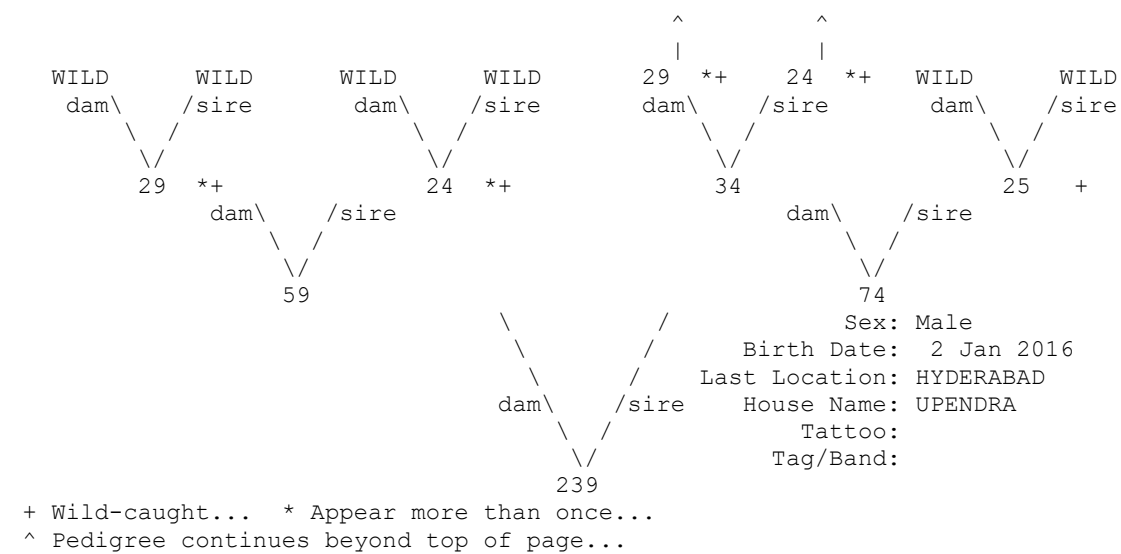 ^ ^
| |
WILD WILD WILD WILD 29 *+ 24 *+ WILD WILD
dam\ /sire dam\ /sire dam\ /sire dam\ /sire
\ / \ / \ / \ /
\/ \/ \/ \/
29 *+ 24 *+ 34 25 +
dam\ /sire dam\ /sire
\ / \ /
\/ \/
59 74
\ / Sex: Male
\ / Birth Date: 2 Jan 2016
\ / Last Location: HYDERABAD
dam\ /sire House Name: UPENDRA
\ / Tattoo:
\/ Tag/Band:
239
+ Wild-caught... * Appear more than once...
^ Pedigree continues beyond top of page...